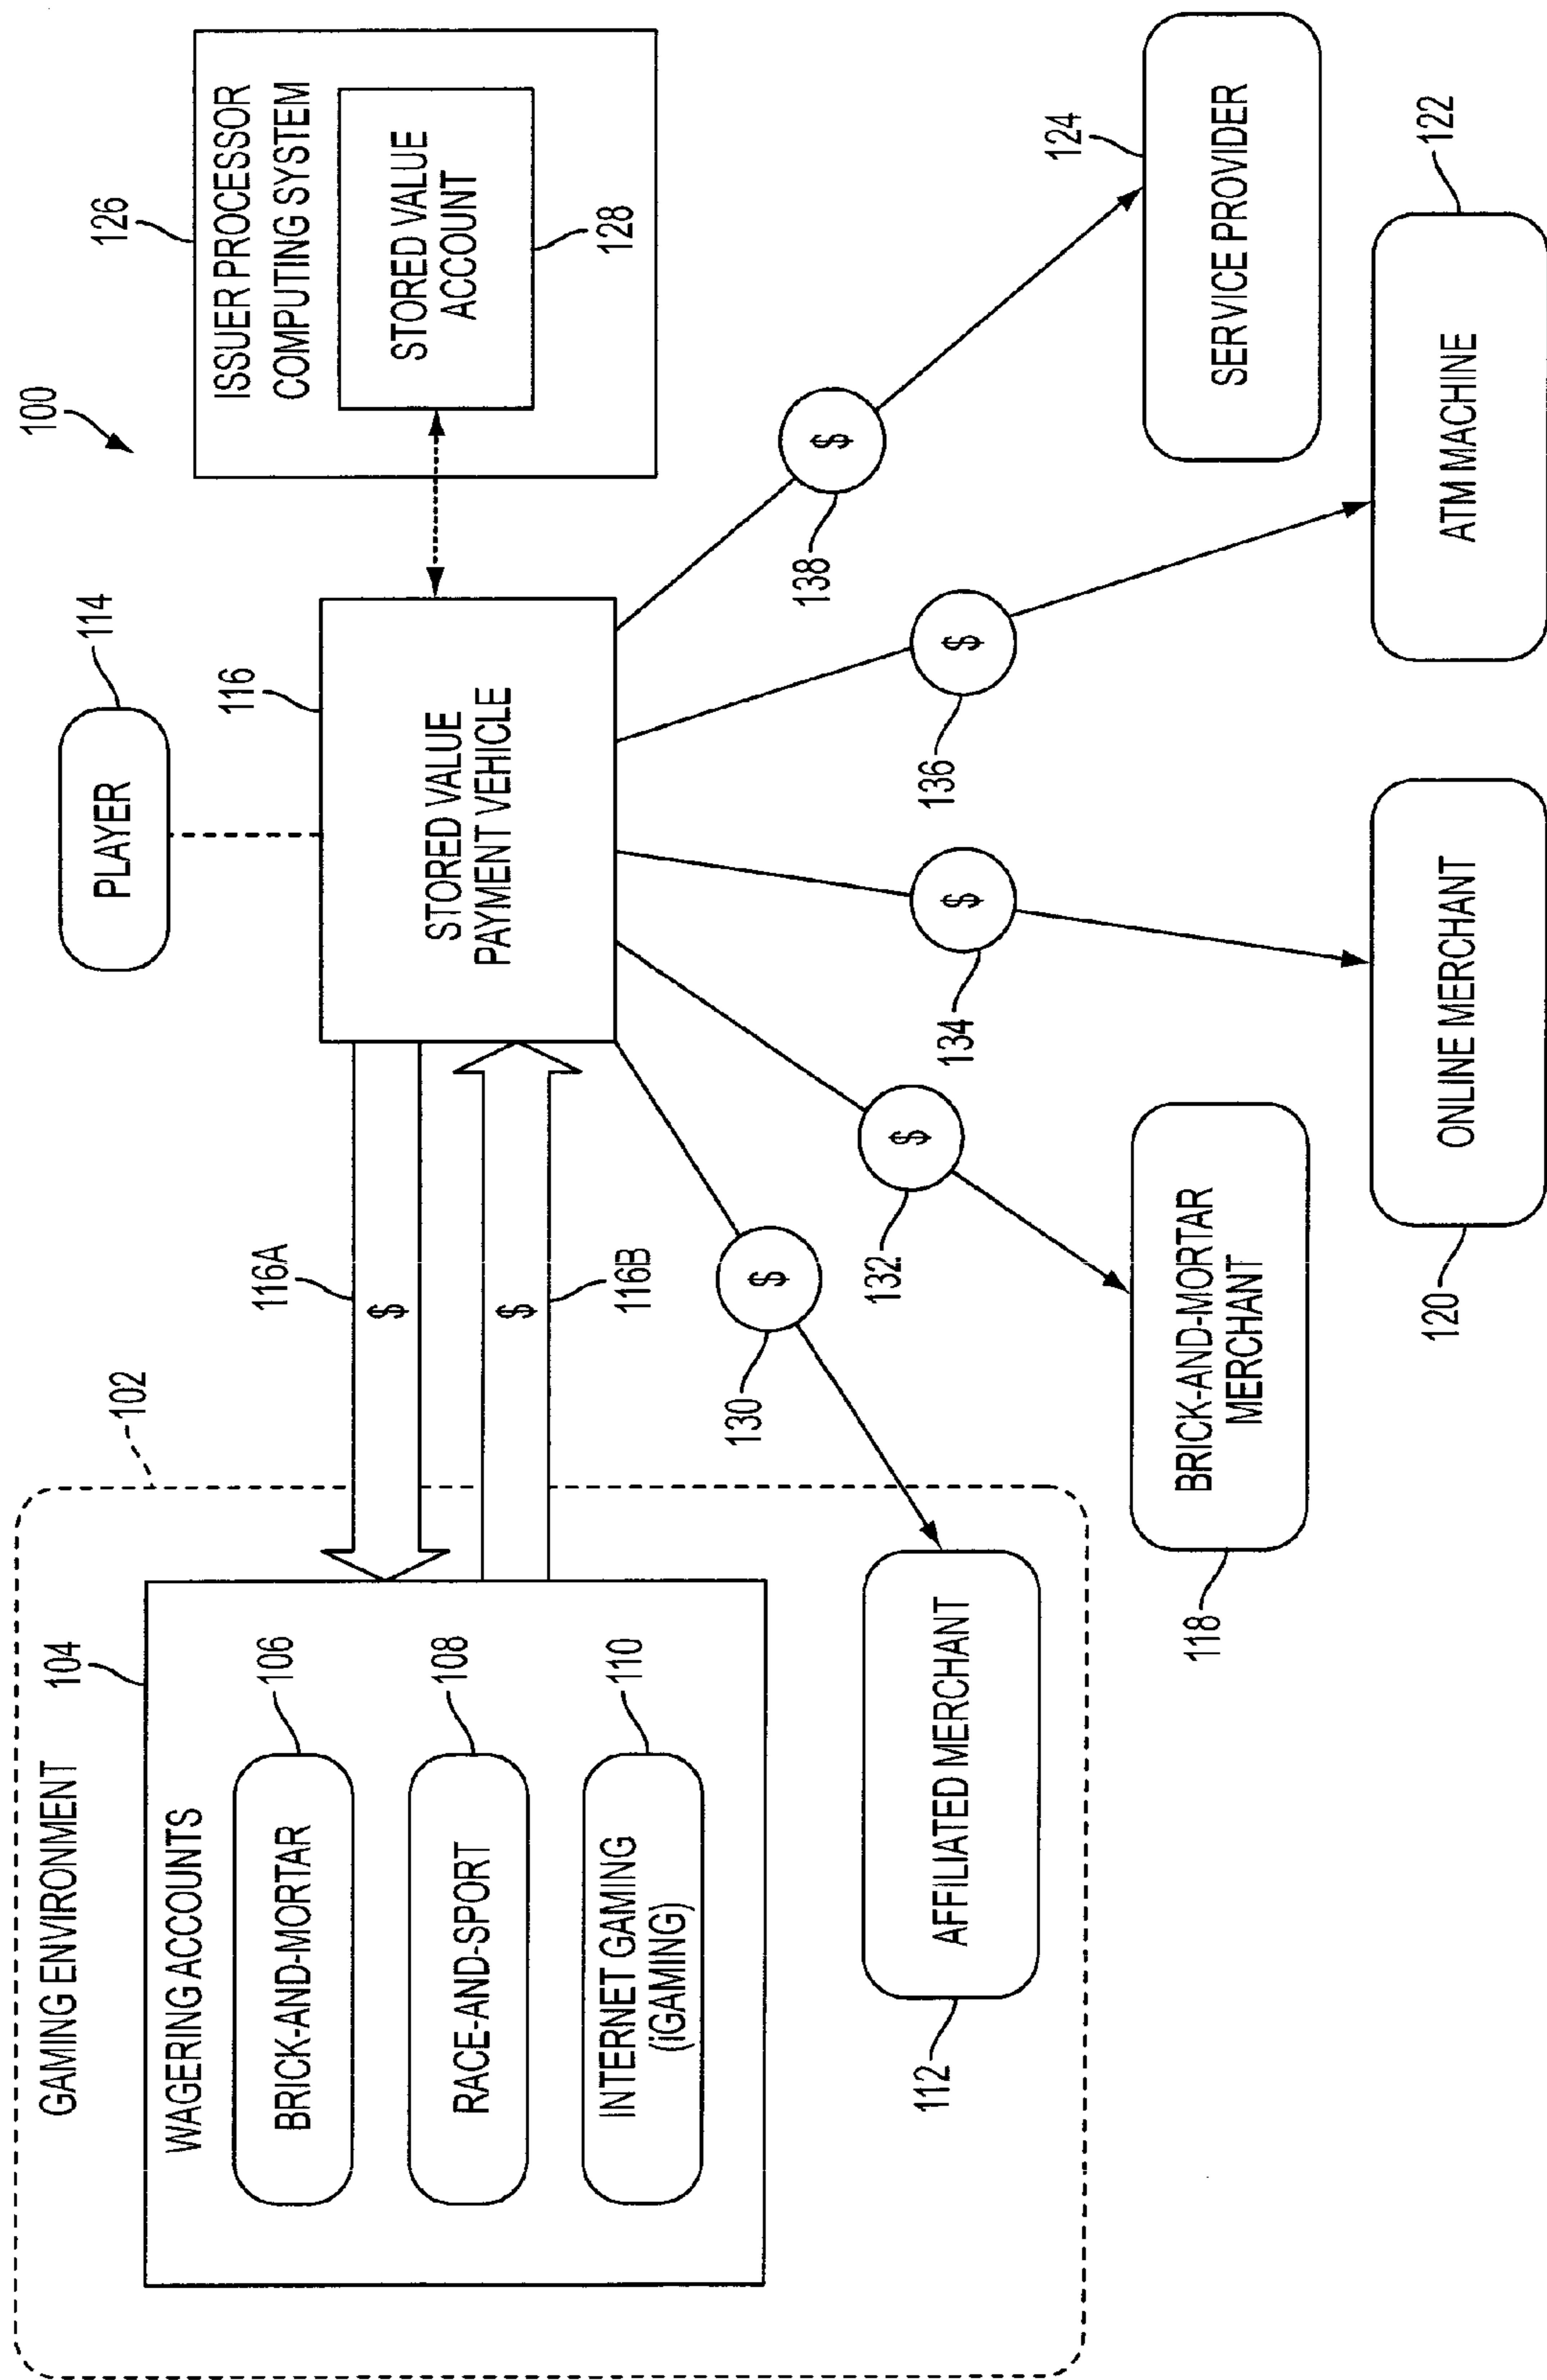 100
GAMING ENVIRONMENT
102
104
WAGERING ACCOUNTS
106
BRICK-AND-MORTAR
108
RACE-AND-SPORT
110
INTERNET GAMING
(iGAMING)
112
AFFILIATED MERCHANT
116A
$
$
116B
114
PLAYER
116
STORED VALUE
PAYMENT VEHICLE
126
ISSUER PROCESSOR
COMPUTING SYSTEM
STORED VALUE
ACCOUNT
128
$
130
$
132
$
134
$
136
$
138
BRICK-AND-MORTAR
MERCHANT
118
ONLINE MERCHANT
120
ATM MACHINE
122
SERVICE PROVIDER
124